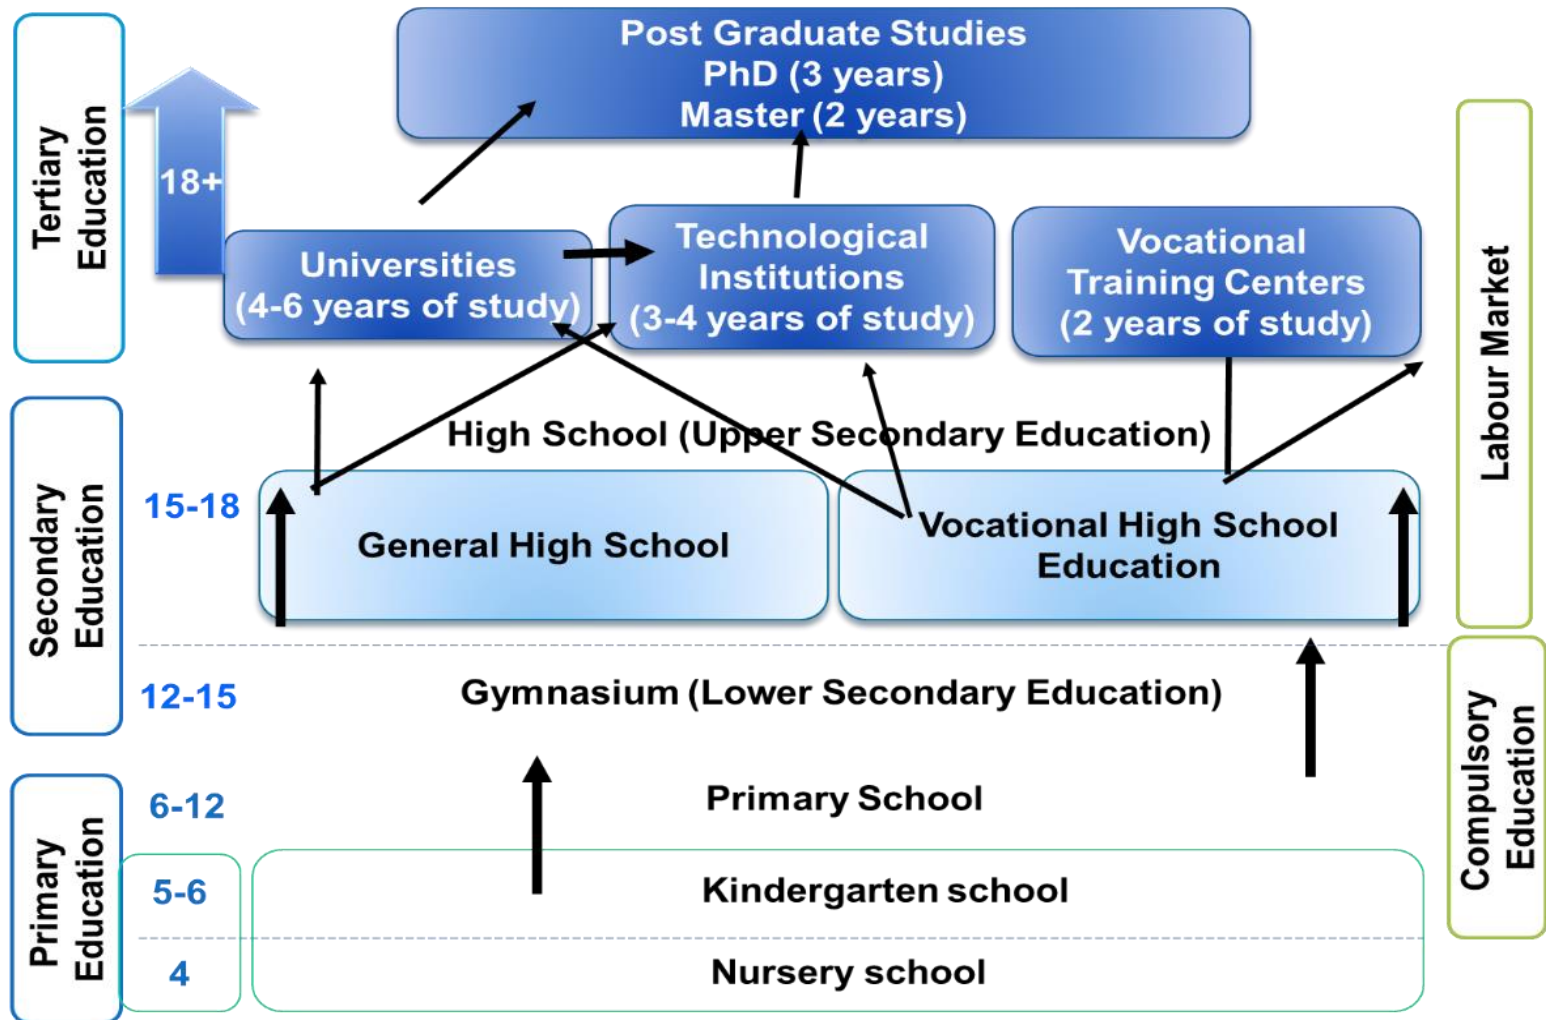 Post Graduate Studies
PhD (3 years)
Master (2 years)
Tertiary
Education
18+
Universities
(4-6 years of study)
Technological
Institutions
(3-4 years of study)
Vocational
Training Centers
(2 years of study)
Labour Market
High School (Upper Secondary Education)
Secondary
Education
15-18
General High School
Vocational High School
Education
12-15
Gymnasium (Lower Secondary Education)
Compulsory
Education
Primary
Education
6-12
Primary School
5-6
Kindergarten school
4
Nursery school